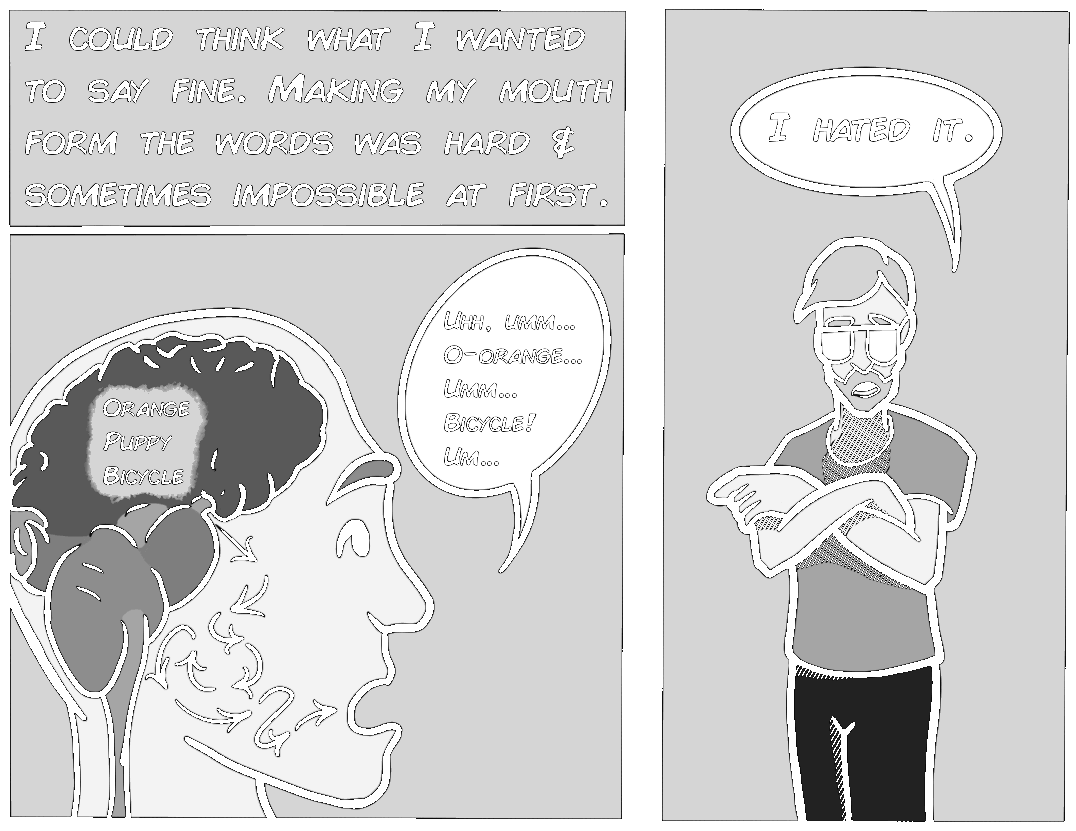 I COULD THINK WHAT I WANTED
TO SAY FINE. MAKING MY MOUTH
FORM THE WORDS WAS HARD &
SOMETIMES IMPOSSIBLE AT FIRST.
ORANGE
PUPPY
BICYCLE
UHH, UMM...
O-ORANGE...
UMM...
BICYCLE!
UM...
I HATED IT.